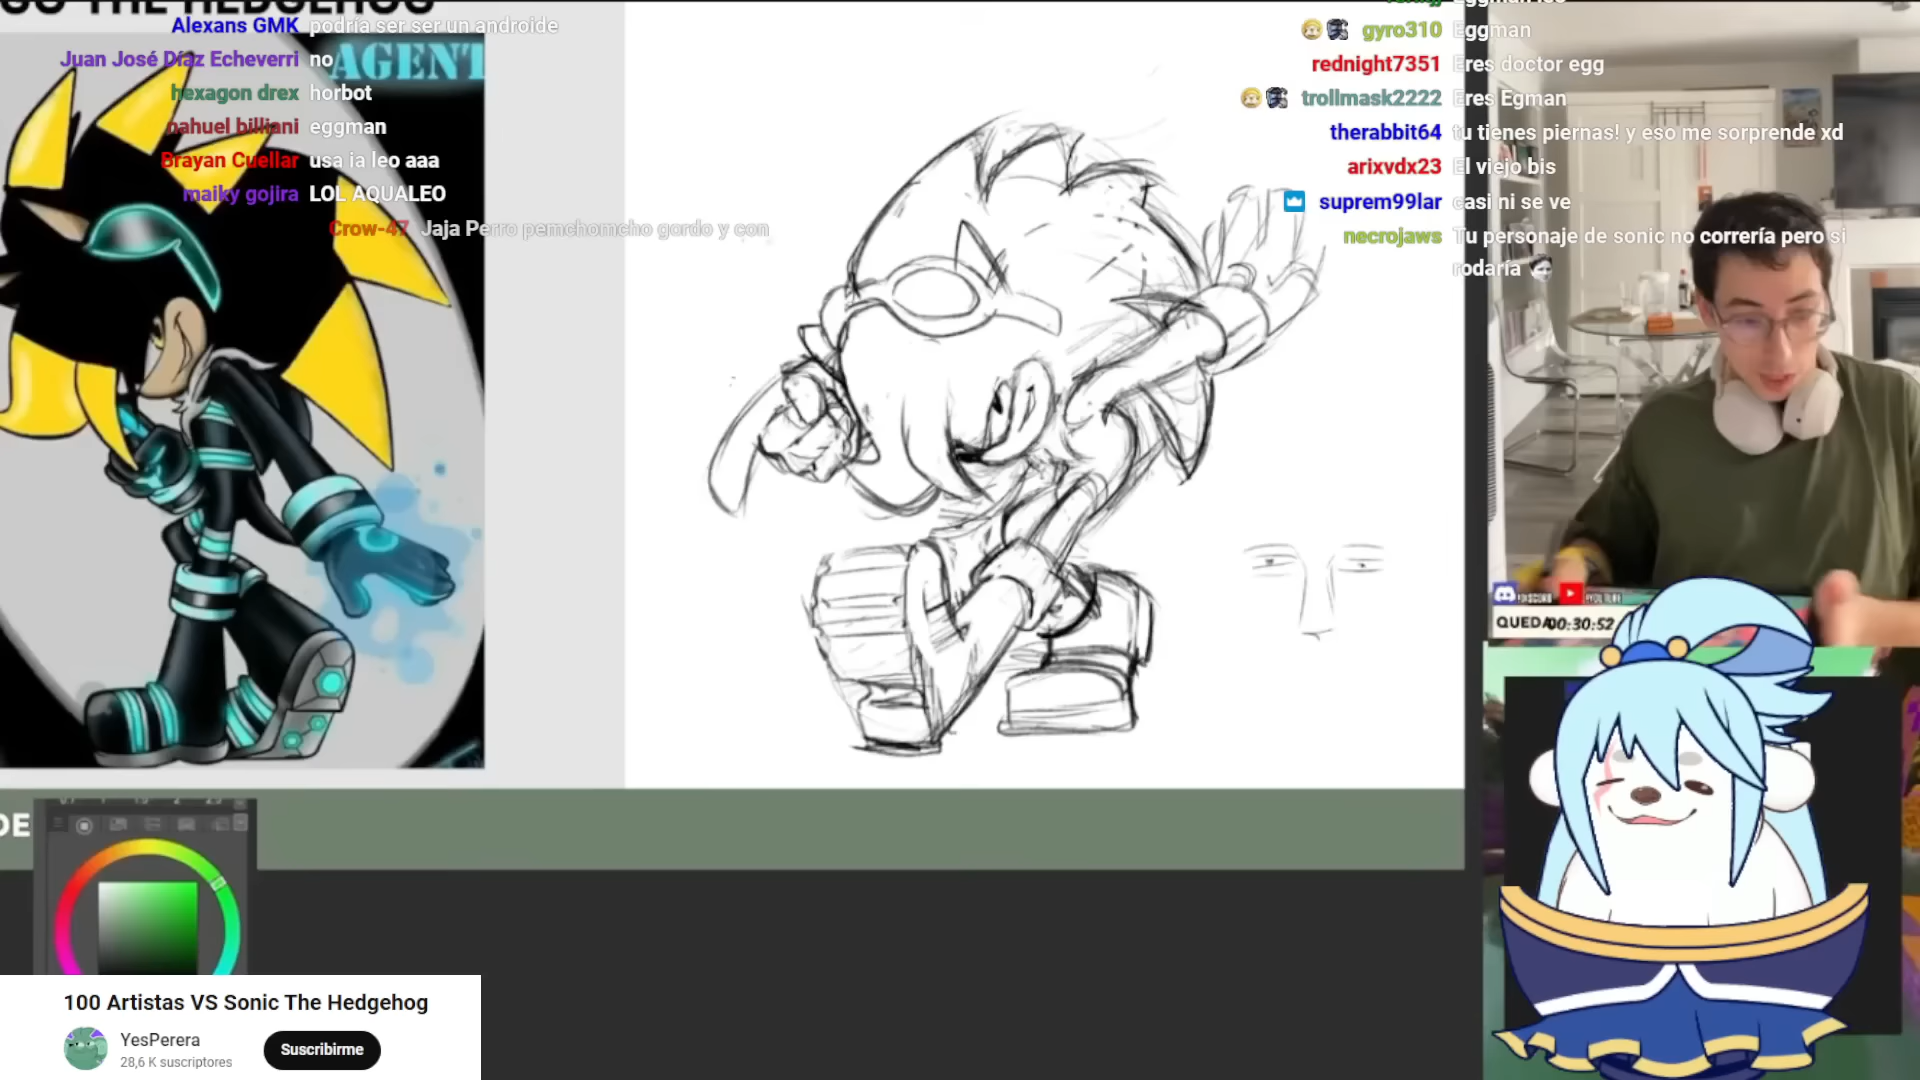 THE HEDGEHOG
Alexans GMK podría ser ser un androide
Juan José Díaz Echeverri no
AGENT
hexagon drex horbot
nahuel billiani eggman
Brayan Cuellar usa ia leo aaa
maiky gojira LOL AQUALEO
Crow-47 Jaja Perro pemchomcho gordo y con
gyro310 Eggman
rednight7351 Eres doctor egg
trollmask2222 Eres Egman
therabbit64 tu tienes piernas! y eso me sorprende xd
arixvdx23 El viejo bis
suprem99lar casi ni se ve
necrojaws Tu personaje de sonic no correría pero si
rodaría
QUEDA 00:30:52
DE
100 Artistas VS Sonic The Hedgehog
YesPerera
28,6 K suscriptores
Suscribirme